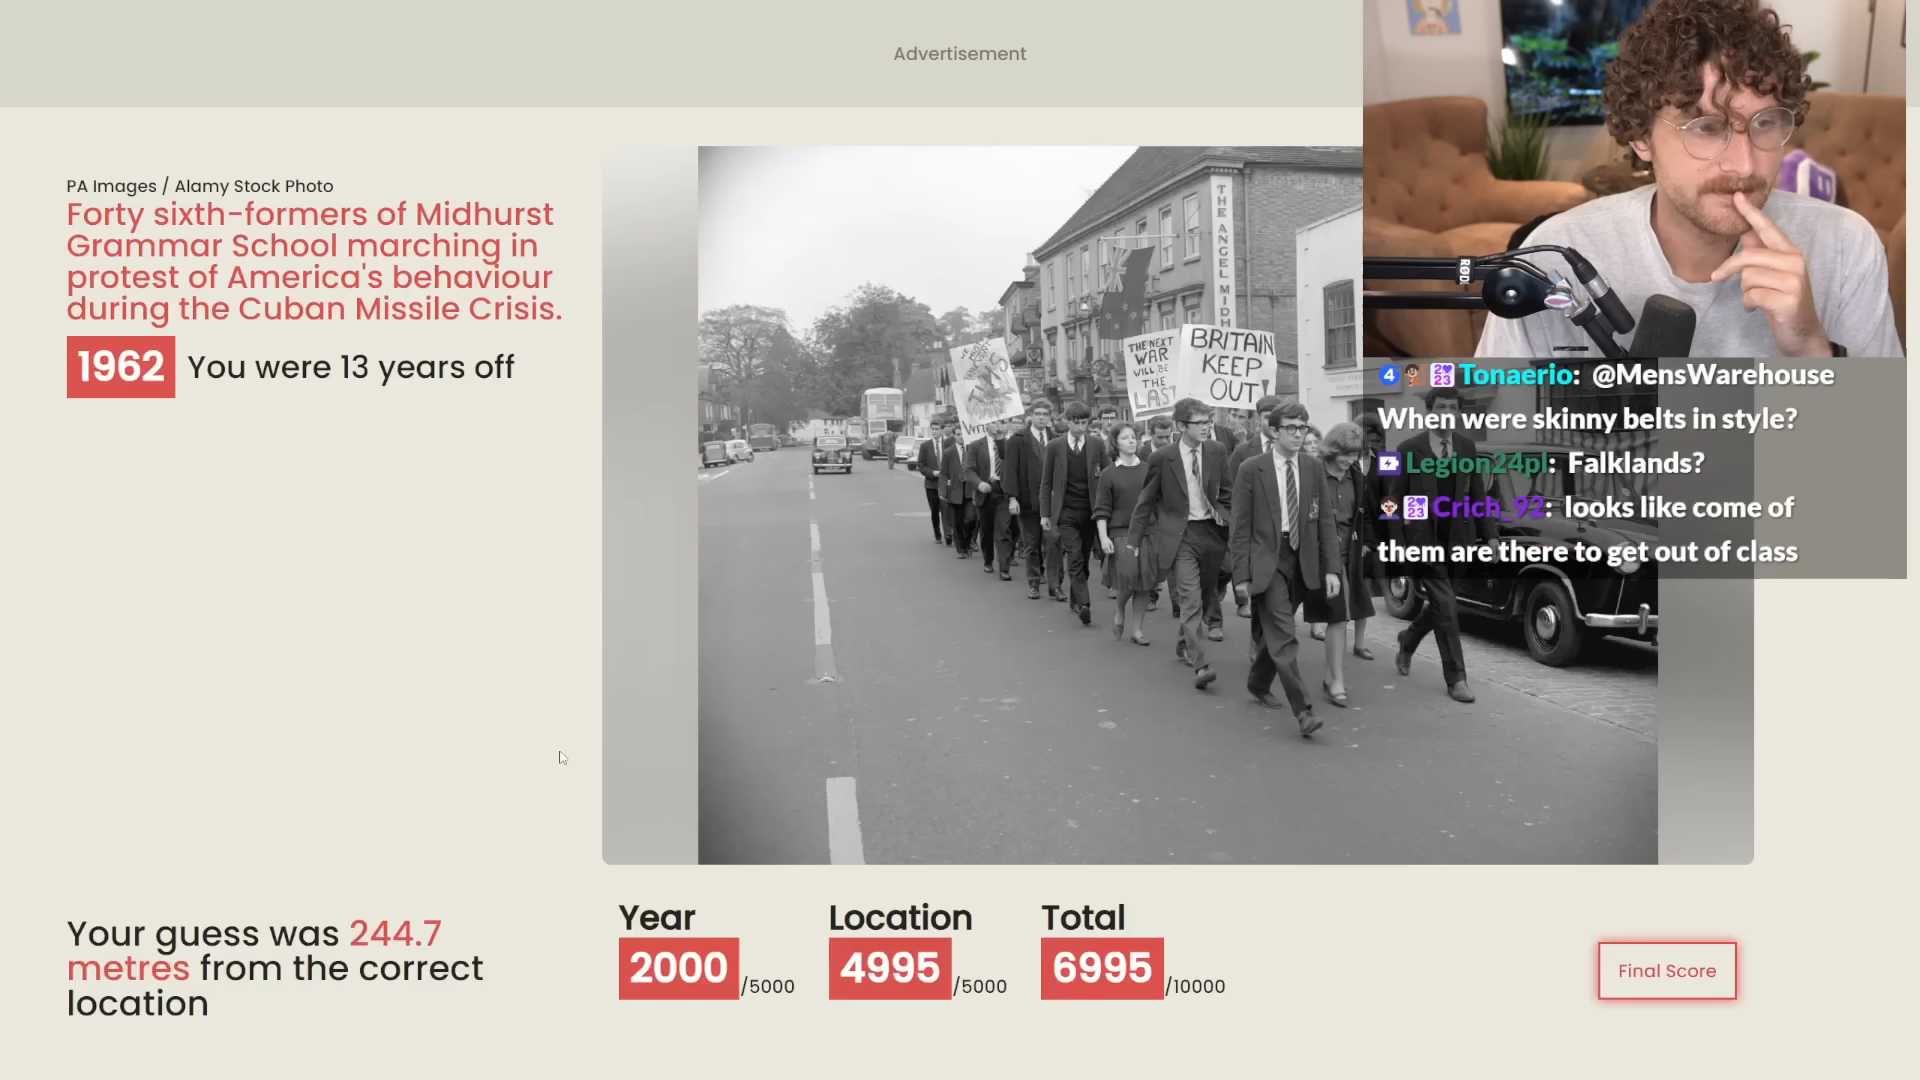 Advertisement
PA Images / Alamy Stock Photo
Forty sixth-formers of Midhurst
Grammar School marching in
protest of America's behaviour
during the Cuban Missile Crisis.
1962 You were 13 years off
THE ANGEL MIDH
THE NEXT
WAR
WILL BE
THE
LAST
BRITAIN
KEEP
OUT!
RØD
4 Tonaerio: @MensWarehouse
When were skinny belts in style?
Legion24pl: Falklands?
Crich_92: looks like come of
them are there to get out of class
Your guess was 244.7
metres from the correct
location
Year
2000 /5000
Location
4995 /5000
Total
6995 /10000
Final Score